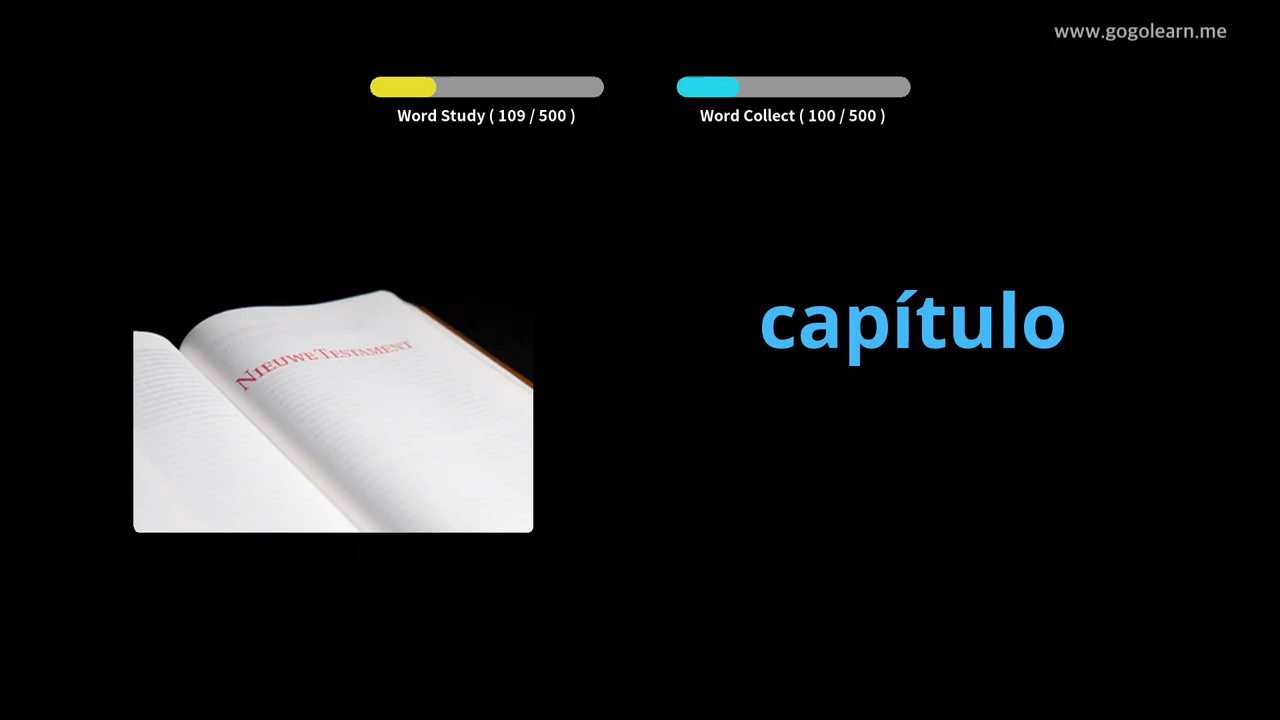 www.gogolearn.me
Word Study ( 109 / 500 )
Word Collect ( 100 / 500 )
NIEUWE TESTAMENT
capítulo